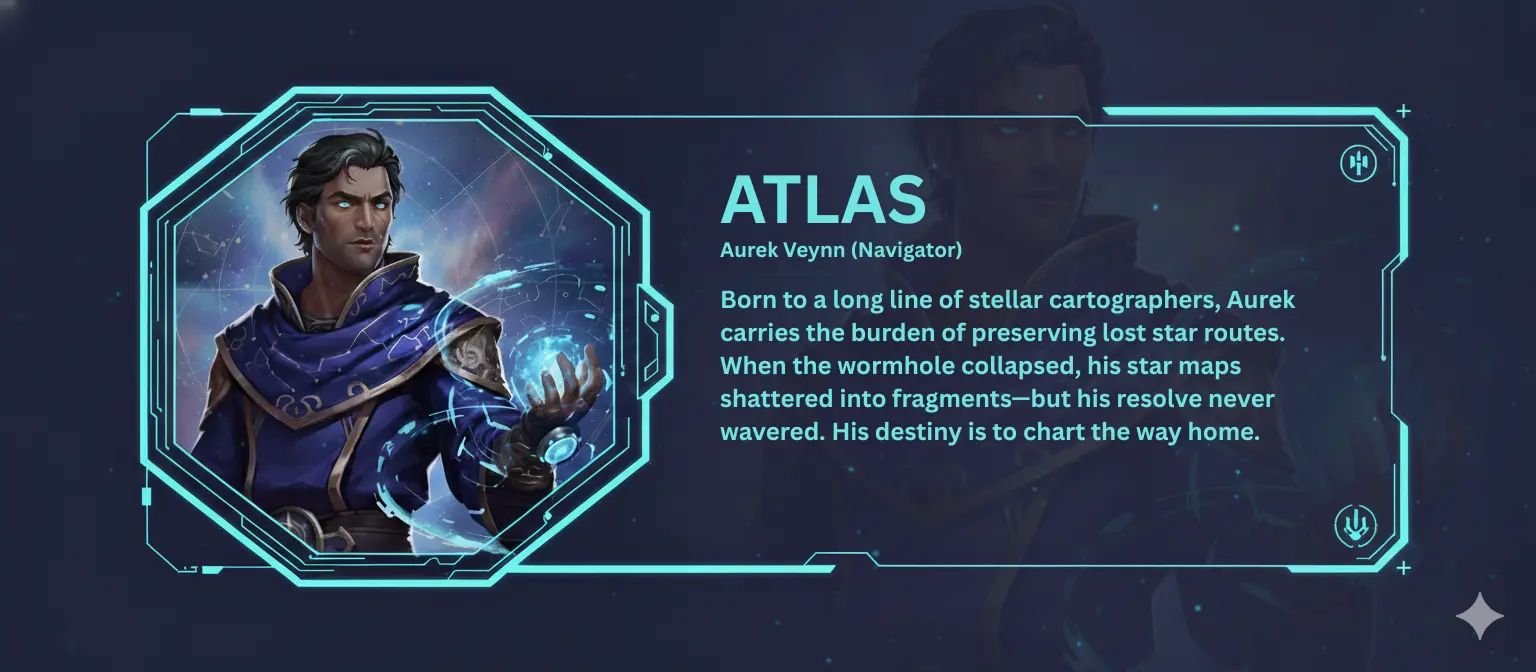 ATLAS
Aurek Veynn (Navigator)
Born to a long line of stellar cartographers, Aurek
carries the burden of preserving lost star routes.
When the wormhole collapsed, his star maps
shattered into fragments—but his resolve never
wavered. His destiny is to chart the way home.